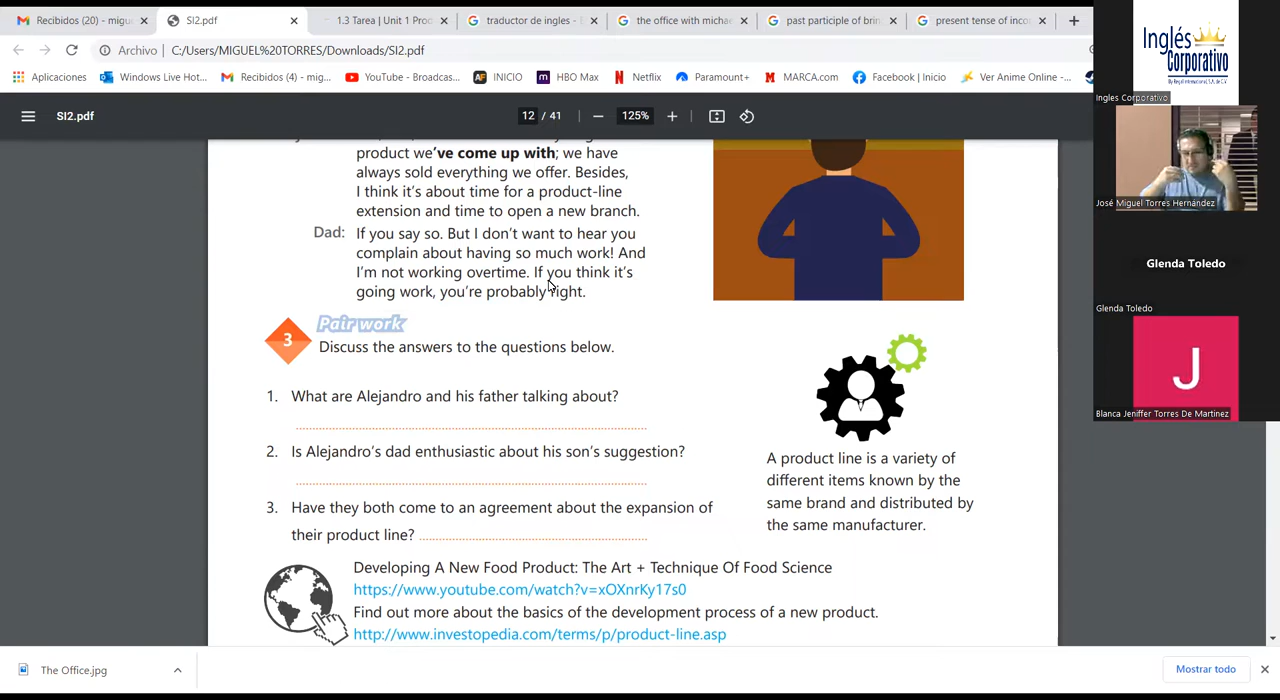 Recibidos (20) - migu
SI2.pdf
1.3 Tarea | Unit 1 Pro
traductor de ingles - B
the office with michae
past participle of brin
present tense of inco
Archivo
C:/Users/MIGUEL%20TORRES/Downloads/SI2.pdf
Aplicaciones
Windows Live Hot...
Recibidos (4) - mig...
YouTube - Broadcas...
INICIO
HBO Max
Netflix
Paramount+
MARCA.com
Facebook | Inicio
Ver Anime Online -...
SI2.pdf
12 / 41
125%
product we've come up with; we have
always sold everything we offer. Besides,
I think it's about time for a product-line
extension and time to open a new branch.
Dad: If you say so. But I don't want to hear you
complain about having so much work! And
I'm not working overtime. If you think it's
going work, you're probably right.
3
Pair work
Discuss the answers to the questions below.
1. What are Alejandro and his father talking about?
2. Is Alejandro's dad enthusiastic about his son's suggestion?
3. Have they both come to an agreement about the expansion of
their product line?
A product line is a variety of
different items known by the
same brand and distributed by
the same manufacturer.
Developing A New Food Product: The Art + Technique Of Food Science
https://www.youtube.com/watch?v=xOXnrKy17s0
Find out more about the basics of the development process of a new product.
http://www.investopedia.com/terms/p/product-line.asp
The Office.jpg
Mostrar todo
Inglés
Corporativo
By Regal International, S.A. de C.V.
Ingles Corporativo
José Miguel Torres Hernández
Glenda Toledo
Glenda Toledo
J
Blanca Jeniffer Torres De Martinez